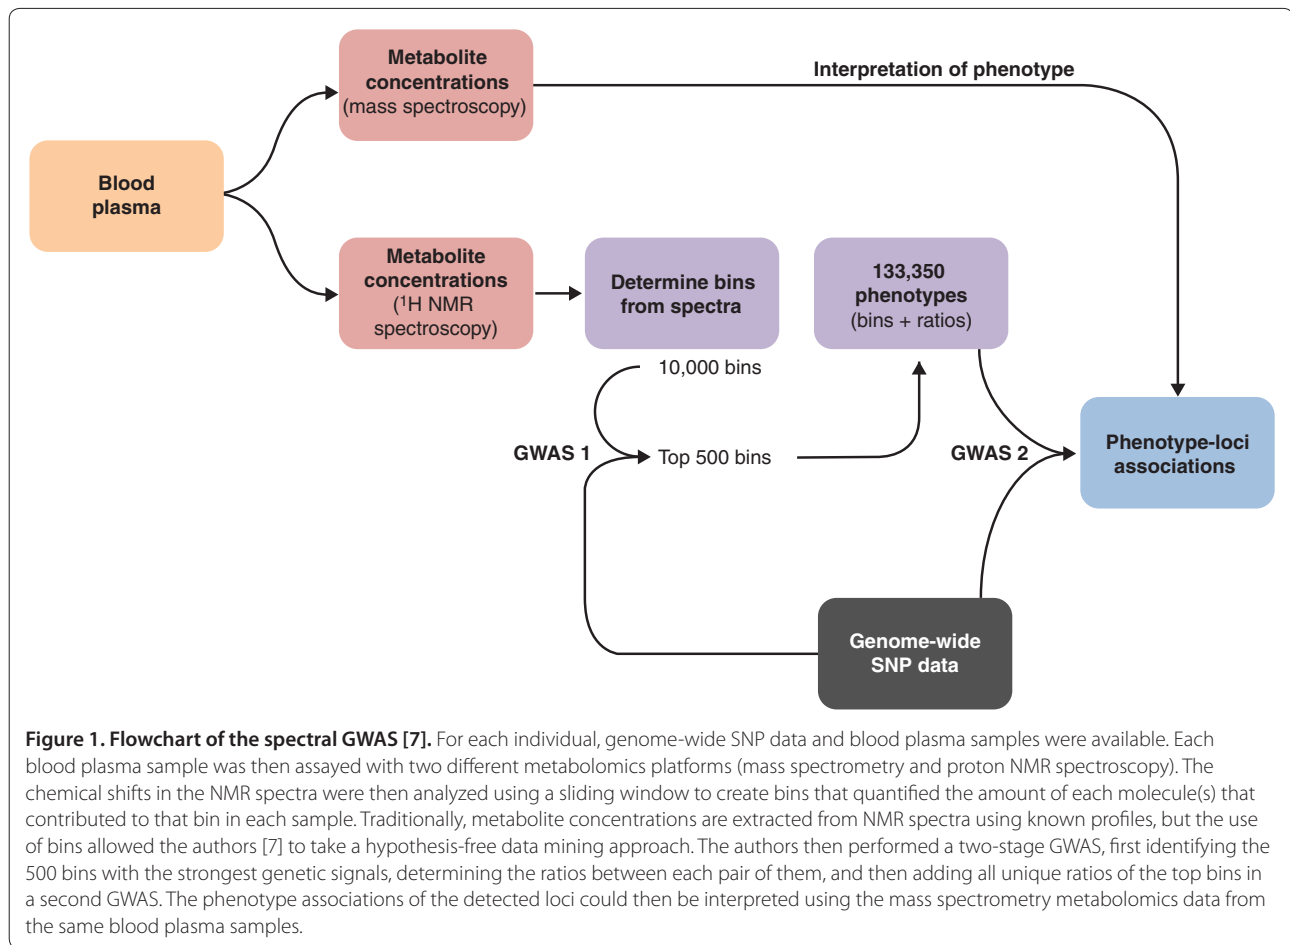 Metabolite
concentrations
(mass spectroscopy)
Interpretation of phenotype
Blood
plasma
Metabolite
concentrations
(¹H NMR
spectroscopy)
Determine bins
from spectra
133,350
phenotypes
(bins + ratios)
10,000 bins
GWAS 1
Top 500 bins
GWAS 2
Phenotype-loci
associations
Genome-wide
SNP data
Figure 1. Flowchart of the spectral GWAS [7]. For each individual, genome-wide SNP data and blood plasma samples were available. Each
blood plasma sample was then assayed with two different metabolomics platforms (mass spectrometry and proton NMR spectroscopy). The
chemical shifts in the NMR spectra were then analyzed using a sliding window to create bins that quantified the amount of each molecule(s) that
contributed to that bin in each sample. Traditionally, metabolite concentrations are extracted from NMR spectra using known profiles, but the use
of bins allowed the authors [7] to take a hypothesis-free data mining approach. The authors then performed a two-stage GWAS, first identifying the
500 bins with the strongest genetic signals, determining the ratios between each pair of them, and then adding all unique ratios of the top bins in
a second GWAS. The phenotype associations of the detected loci could then be interpreted using the mass spectrometry metabolomics data from
the same blood plasma samples.